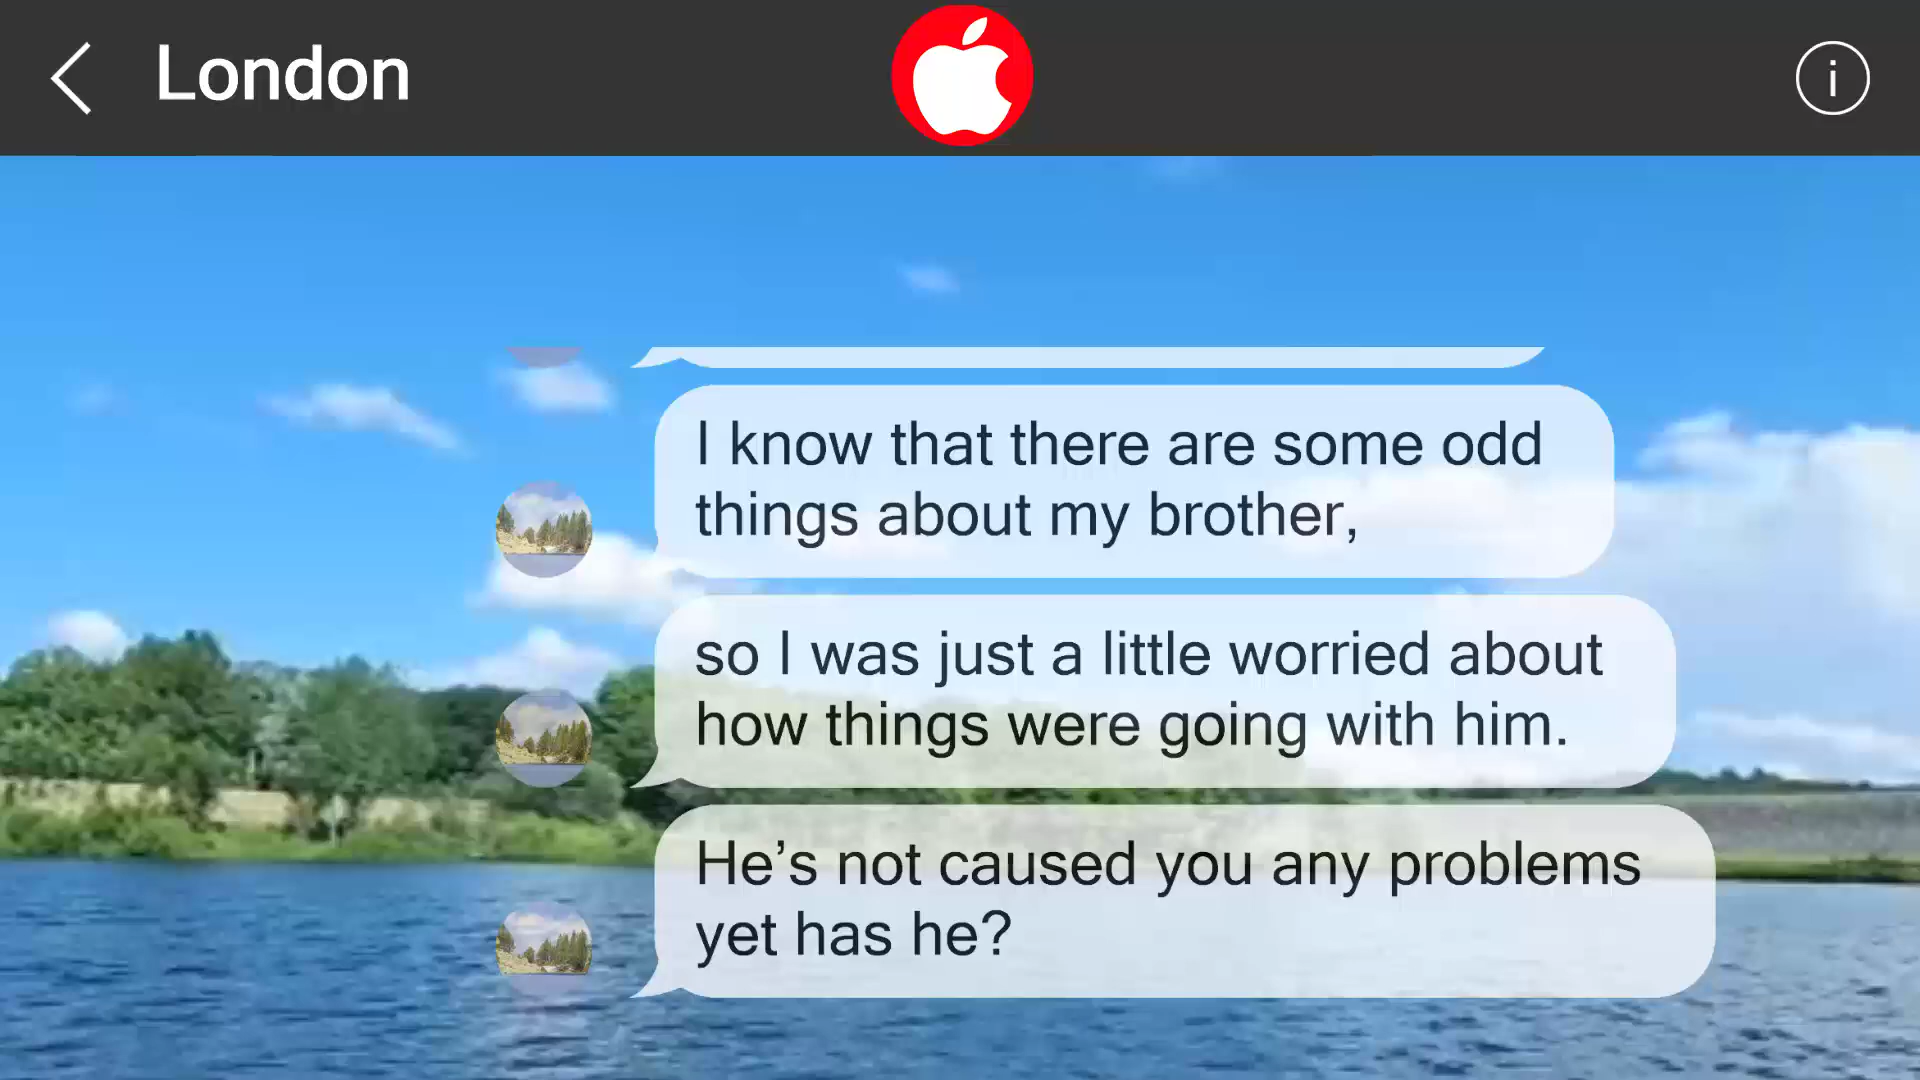 London
I know that there are some odd
things about my brother,
so I was just a little worried about
how things were going with him.
He’s not caused you any problems
yet has he?